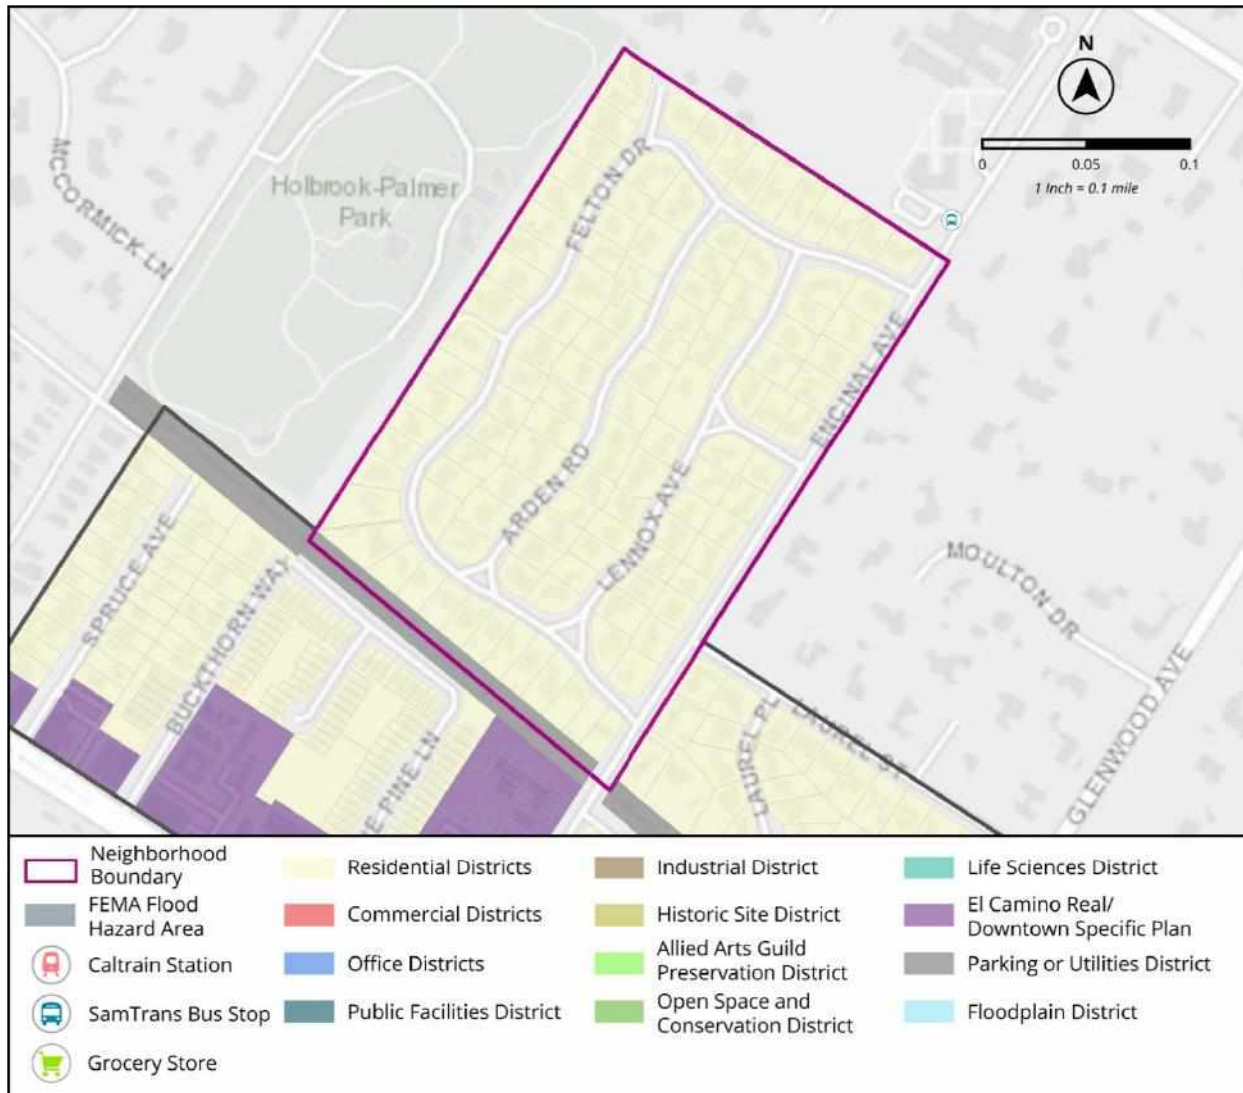 N
0
0.05
0.1
1 Inch = 0.1 mile
MCCORMICK LN
Holbrook-Palmer
Park
FELTON DR
ENCINAL AVE
ARDEN RD
LENNOX AVE
SPRUCE AVE
BUCKTHORN WAY
MOULTON DR
E PINE LN
LAUREL PL
LAUREL ST
GLENWOOD AVE
Neighborhood
Boundary
FEMA Flood
Hazard Area
Caltrain Station
SamTrans Bus Stop
Grocery Store
Residential Districts
Commercial Districts
Office Districts
Public Facilities District
Industrial District
Historic Site District
Allied Arts Guild
Preservation District
Open Space and
Conservation District
Life Sciences District
El Camino Real/
Downtown Specific Plan
Parking or Utilities District
Floodplain District